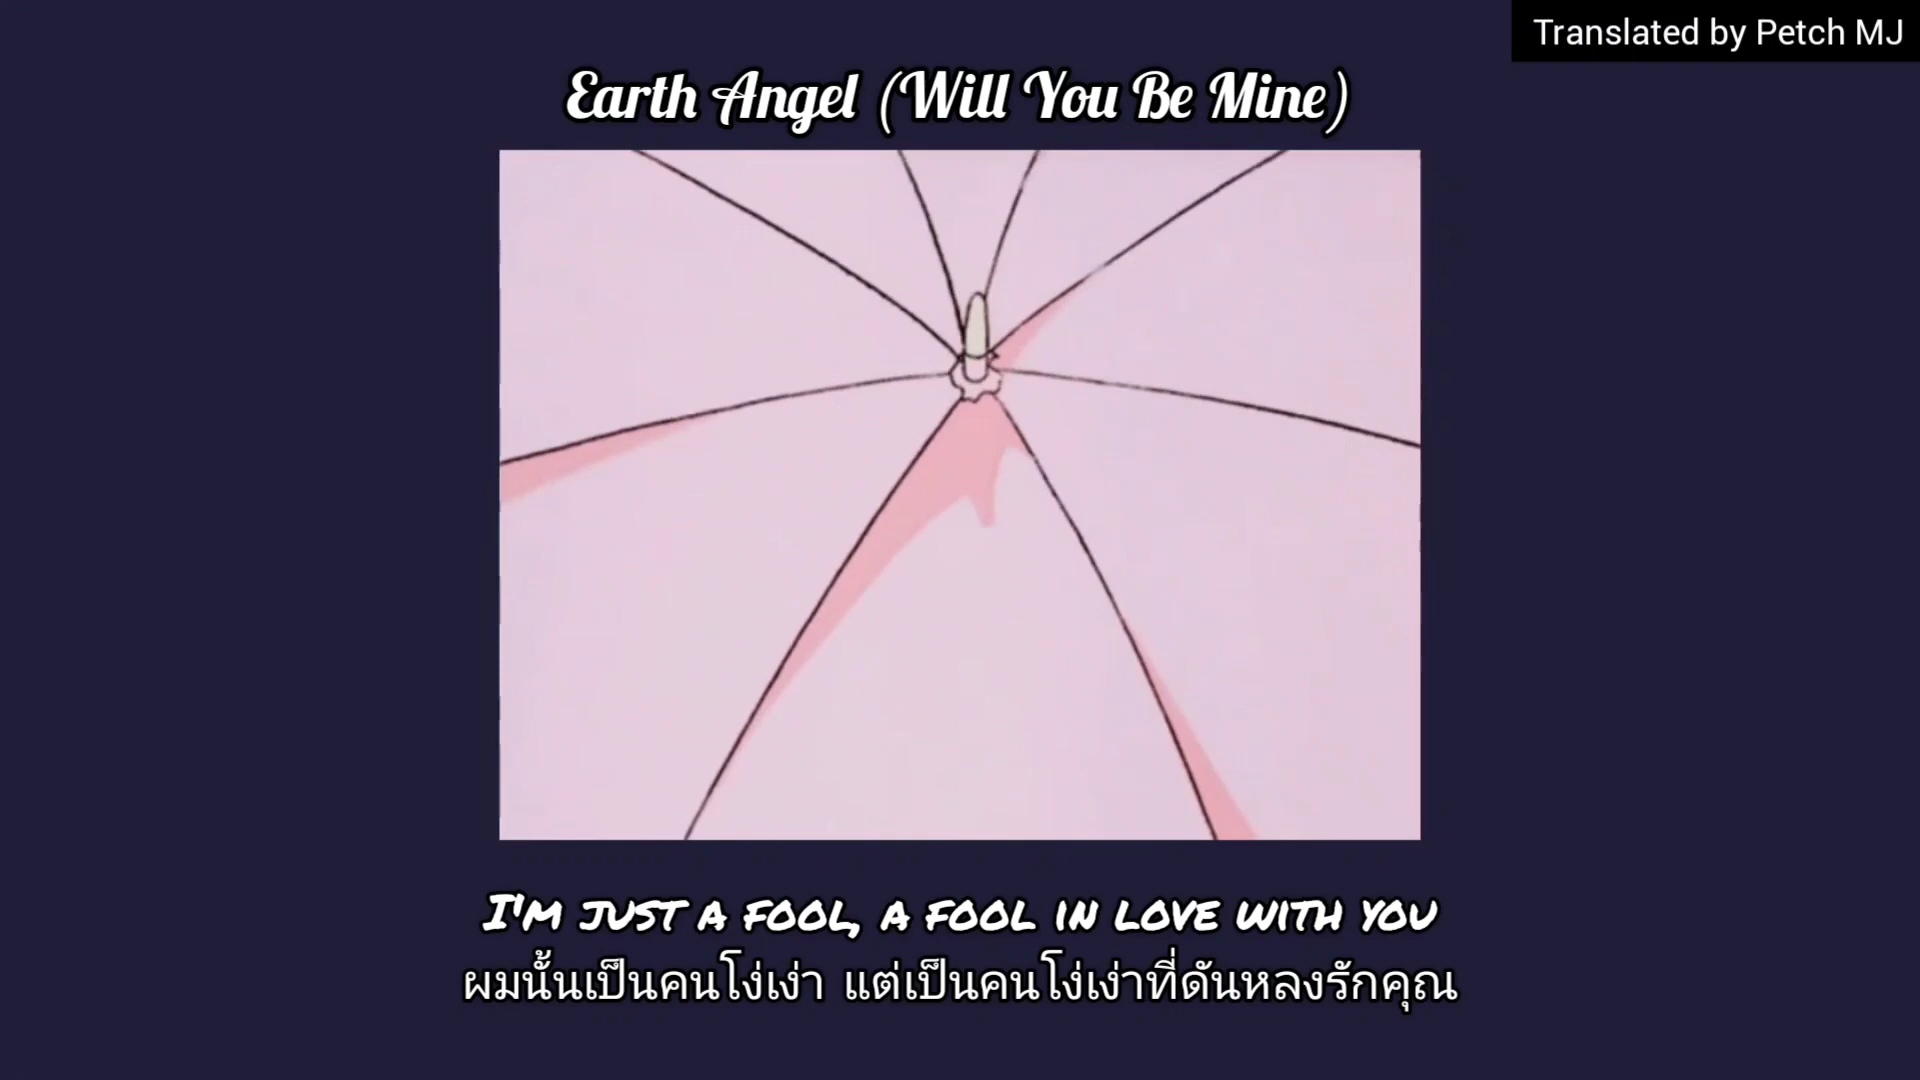 Translated by Petch MJ
Earth Angel (Will You Be Mine)
I'm just a fool, a fool in love with you
ผมนั้นเป็นคนโง่เง่า แต่เป็นคนโง่เง่าที่ดันหลงรักคุณ